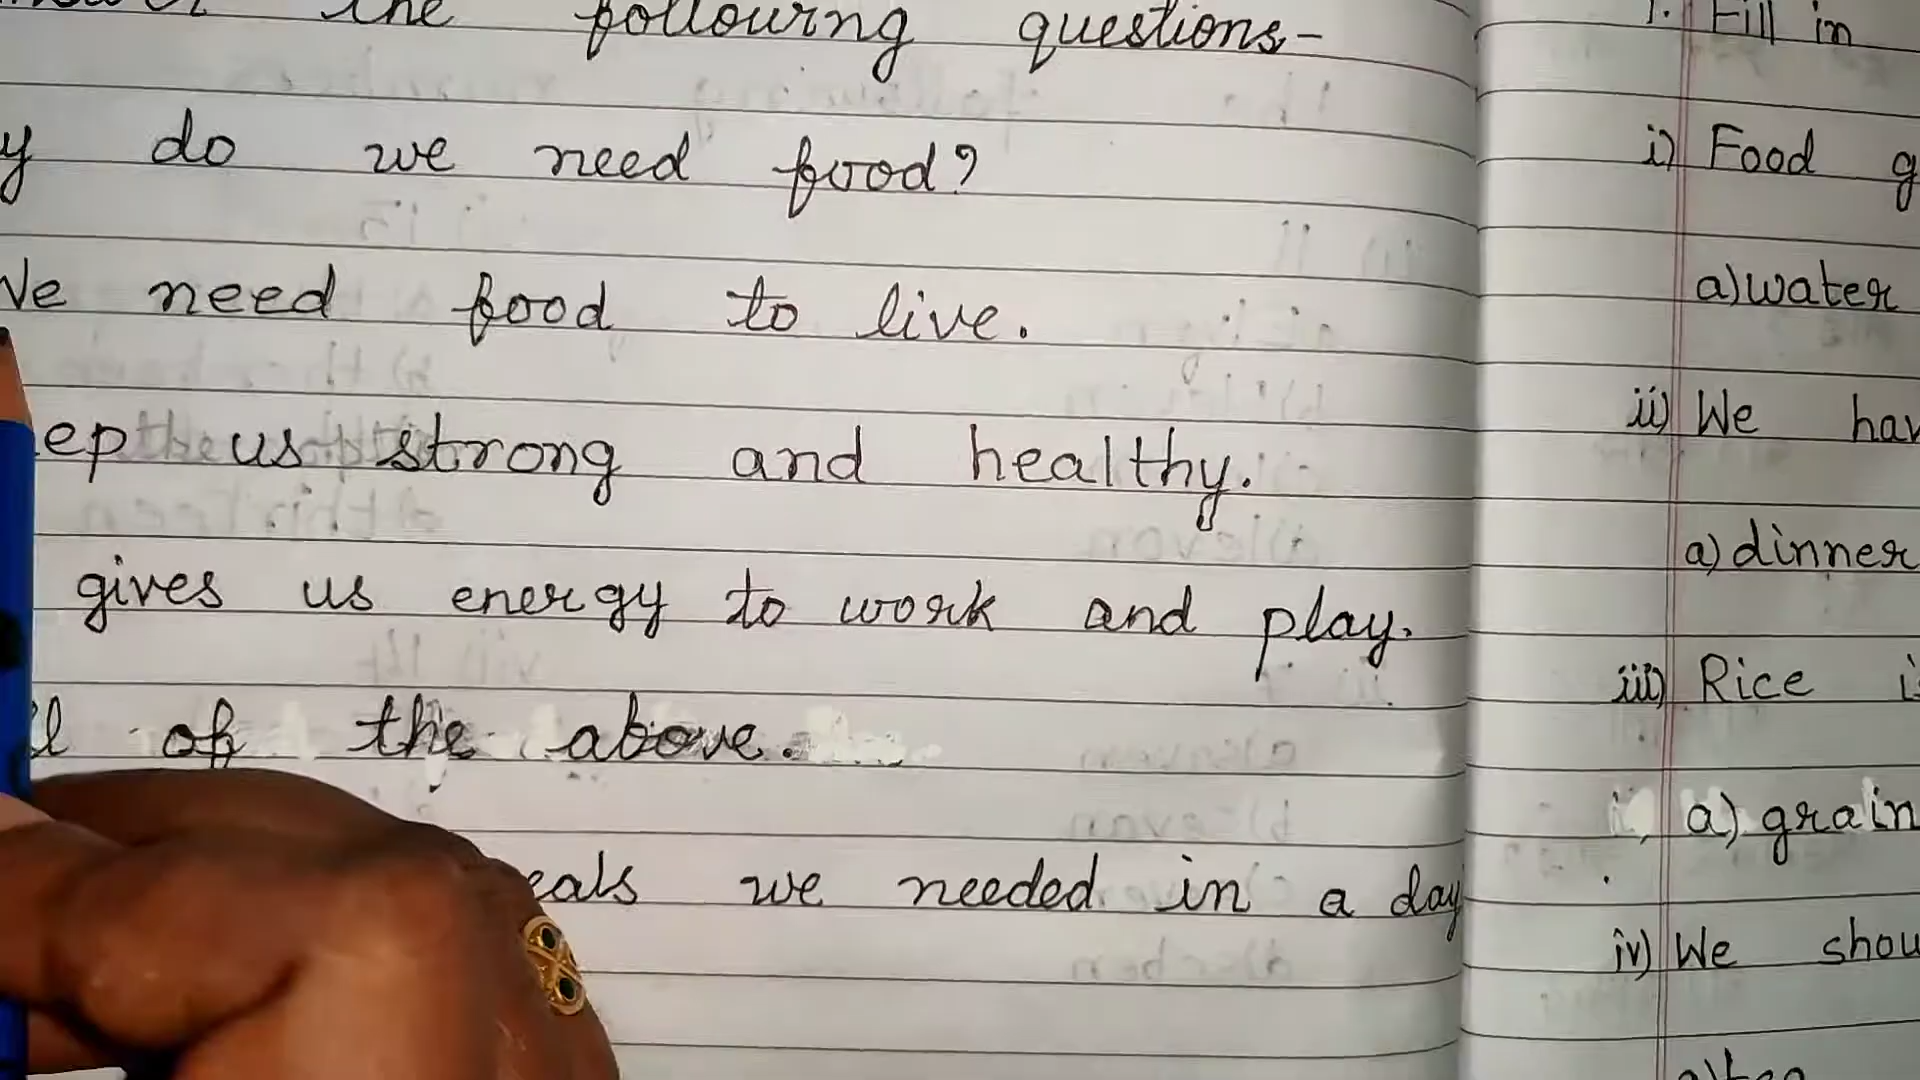 the following questions-
do we need food?
We need food to live.
us strong and healthy.
gives us energy to work and play.
of the above.
we needed in a day
1. Fill in
i) Food
a) water
ii) We
a) dinner
iii) Rice
a) grain
iv) We